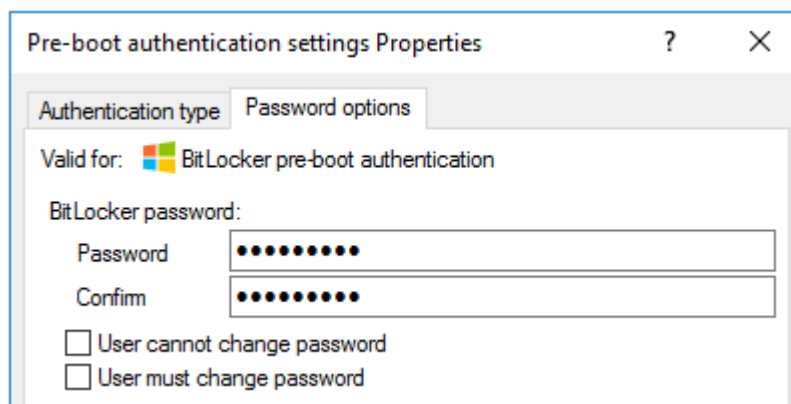 Pre-boot authentication settings Properties ? ×
Authentication type Password options
Valid for: BitLocker pre-boot authentication
BitLocker password:
Password •••••••••
Confirm •••••••••
User cannot change password
User must change password